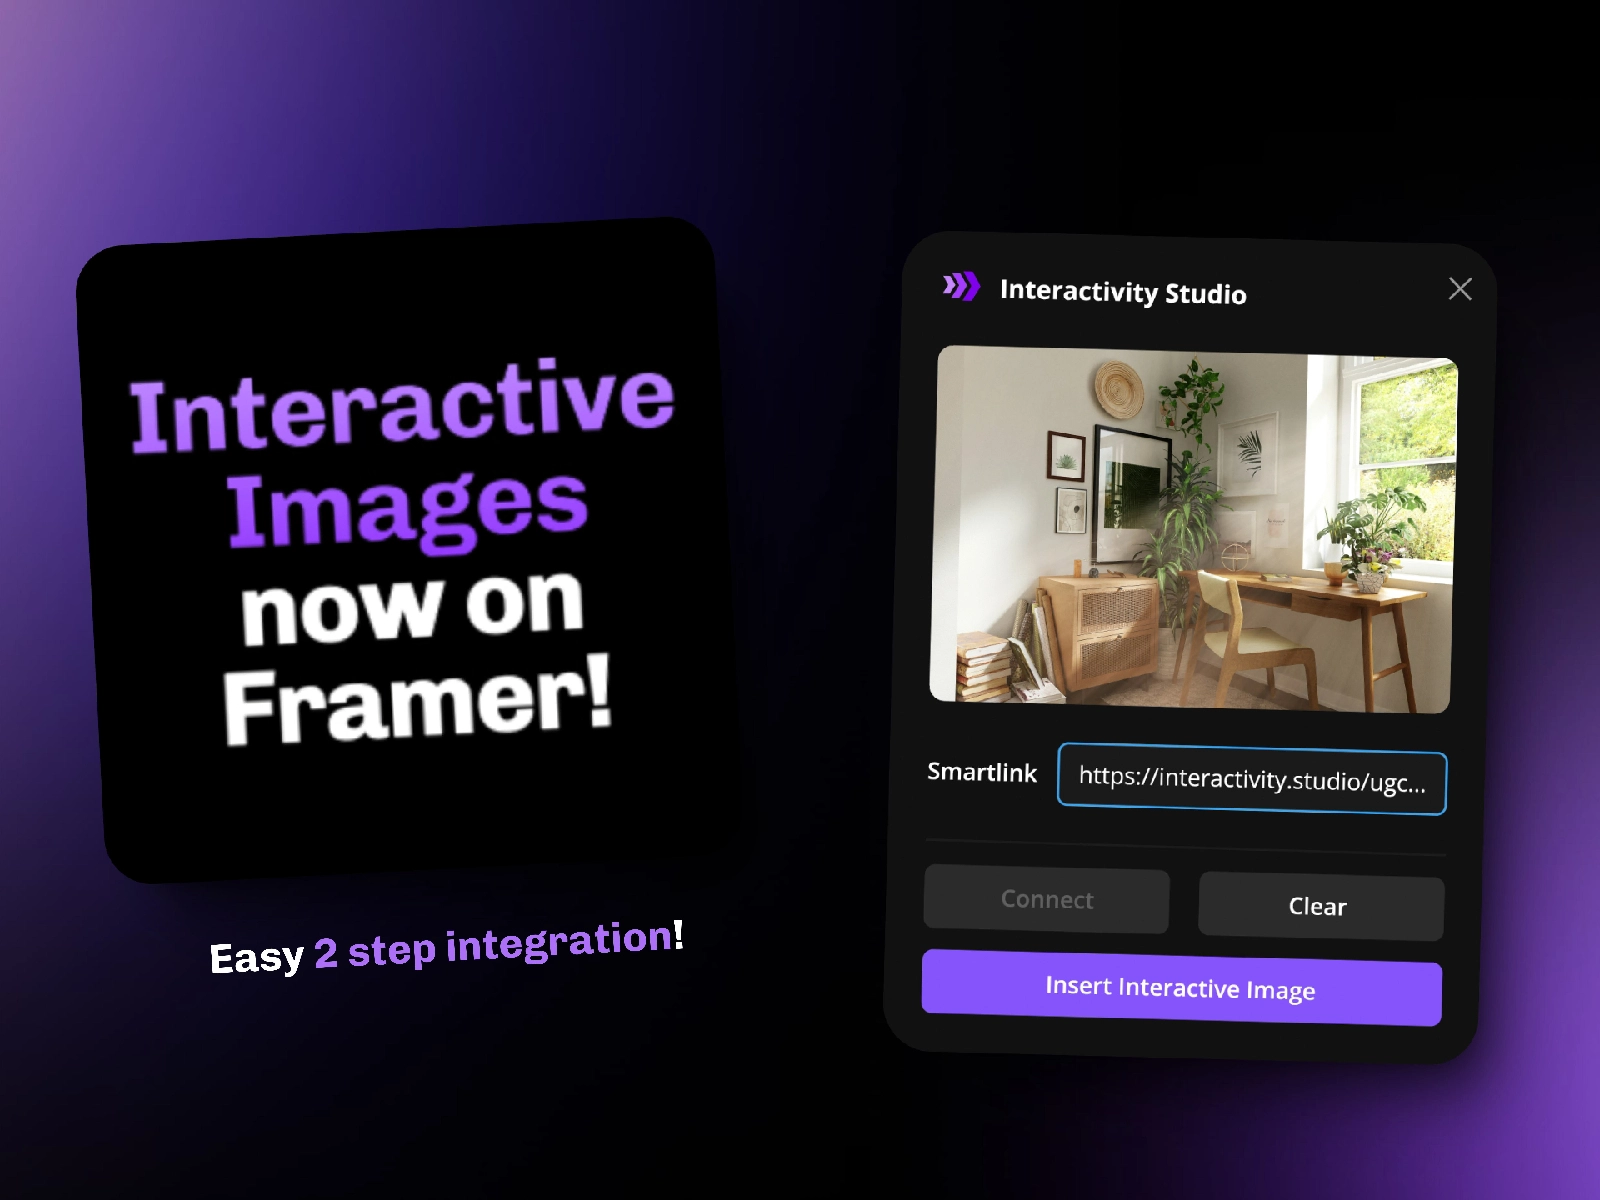 Interactive
Images
now on
Framer!
Easy 2 step integration!
Interactivity Studio
Smartlink
https://interactivity.studio/ugc...
Connect
Clear
Insert Interactive Image